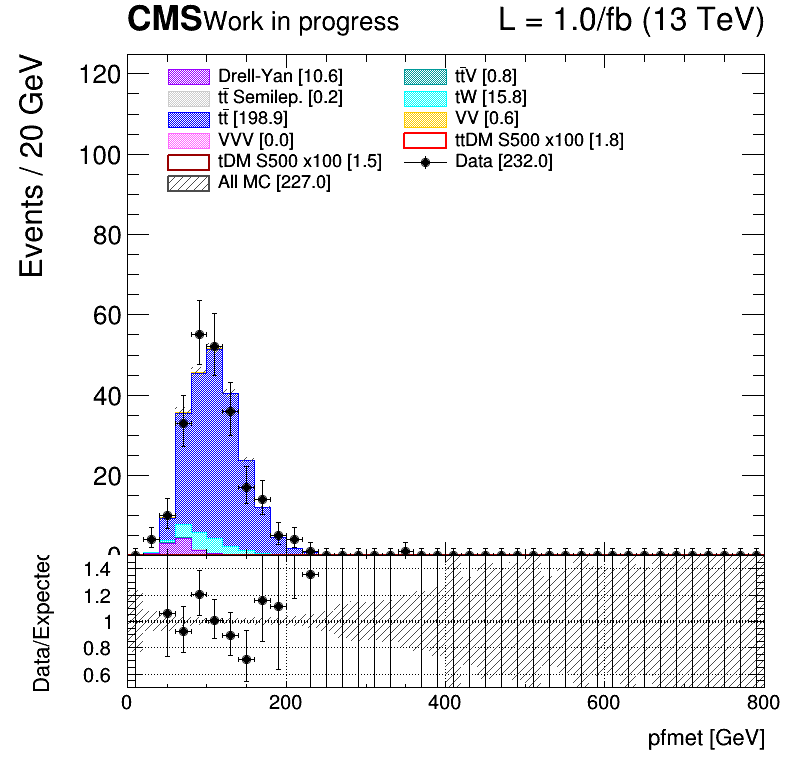 CMS Work in progress L = 1.0/fb (13 TeV)
Events / 20 GeV
120
100
80
60
40
20
0
Drell-Yan [10.6]
tt̄ Semilep. [0.2]
tt̄ [198.9]
VVV [0.0]
tDM S500 x100 [1.5]
All MC [227.0]
tt̄V [0.8]
tW [15.8]
VV [0.6]
ttDM S500 x100 [1.8]
Data [232.0]
Data/Expected
1.4
1.2
1
0.8
0.6
0 200 400 600 800
pfmet [GeV]